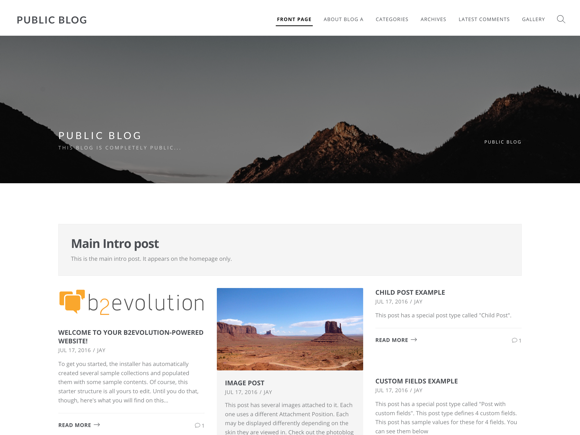 PUBLIC BLOG
FRONT PAGE
ABOUT BLOG A
CATEGORIES
ARCHIVES
LATEST COMMENTS
GALLERY
PUBLIC BLOG
THIS BLOG IS COMPLETELY PUBLIC...
PUBLIC BLOG
Main Intro post
This is the main intro post. It appears on the homepage only.
b2evolution
WELCOME TO YOUR B2EVOLUTION-POWERED
WEBSITE!
JUL 17, 2016 / JAY
To get you started, the installer has automatically
created several sample collections and populated
them with some sample contents. Of course, this
starter structure is all yours to edit. Until you do that,
though, here's what you will find on this...
READ MORE
1
IMAGE POST
JUL 17, 2016 / JAY
This post has several images attached to it. Each
one uses a different Attachment Position. Each
may be displayed differently depending on the
skin they are viewed in. Check out the photoblog
CHILD POST EXAMPLE
JUL 17, 2016 / JAY
This post has a special post type called "Child Post".
READ MORE
1
CUSTOM FIELDS EXAMPLE
JUL 17, 2016 / JAY
This post has a special post type called "Post with
custom fields". This post type defines 4 custom fields.
This post has sample values for these for 4 fields. You
can see them below